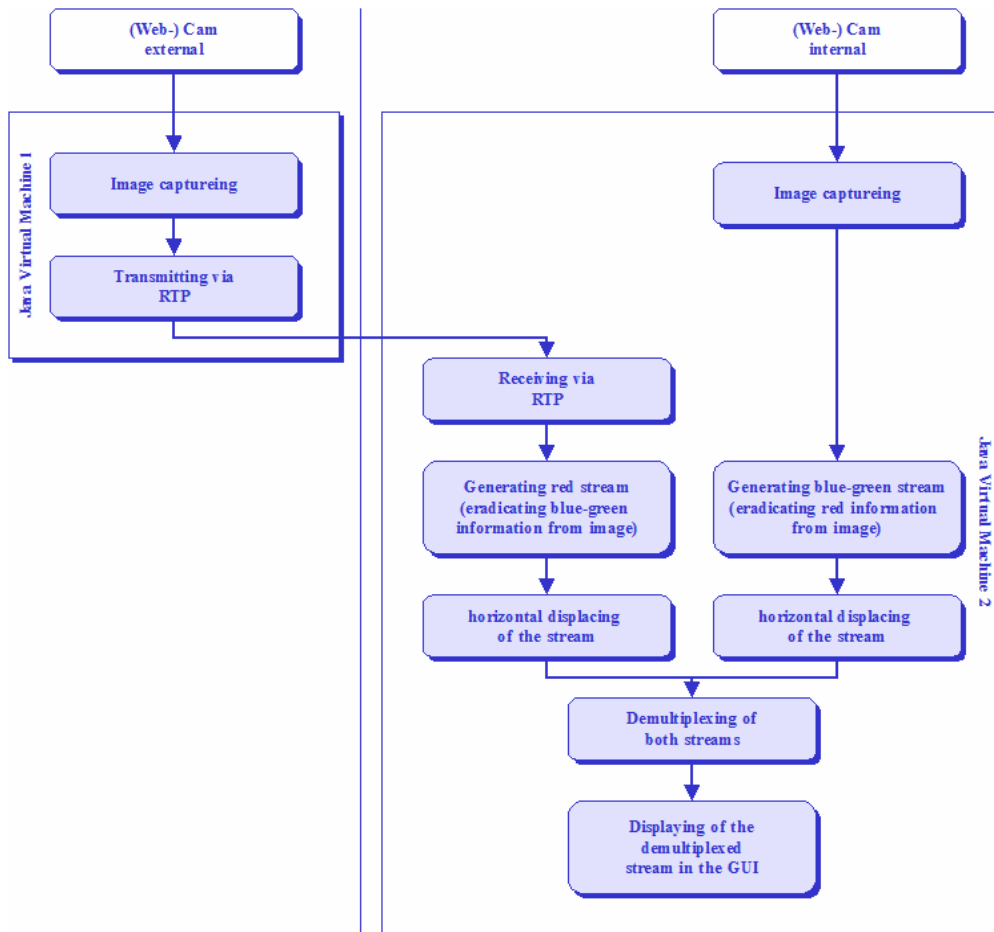 (Web-) Cam
external
(Web-) Cam
internal
Java Virtual Machine 1
Image captureing
Image captureing
Transmitting via
RTP
Receiving via
RTP
Java Virtual Machine 2
Generating red stream
(eradicating blue-green
information from image)
Generating blue-green stream
(eradicating red information
from image)
horizontal displacing
of the stream
horizontal displacing
of the stream
Demultiplexing of
both streams
Displaying of the
demultiplexed
stream in the GUI